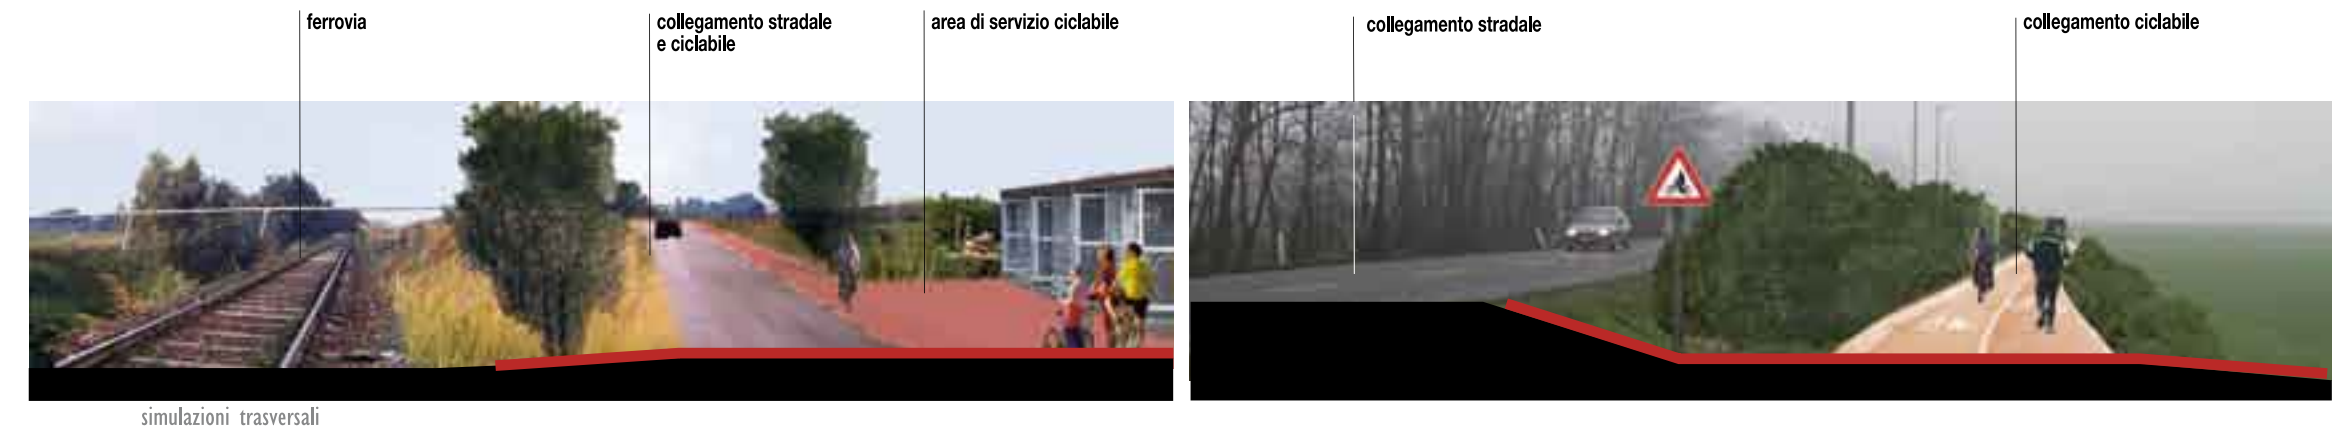 ferrovia
collegamento stradale
e ciclabile
area di servizio ciclabile
collegamento stradale
collegamento ciclabile
simulazioni trasversali